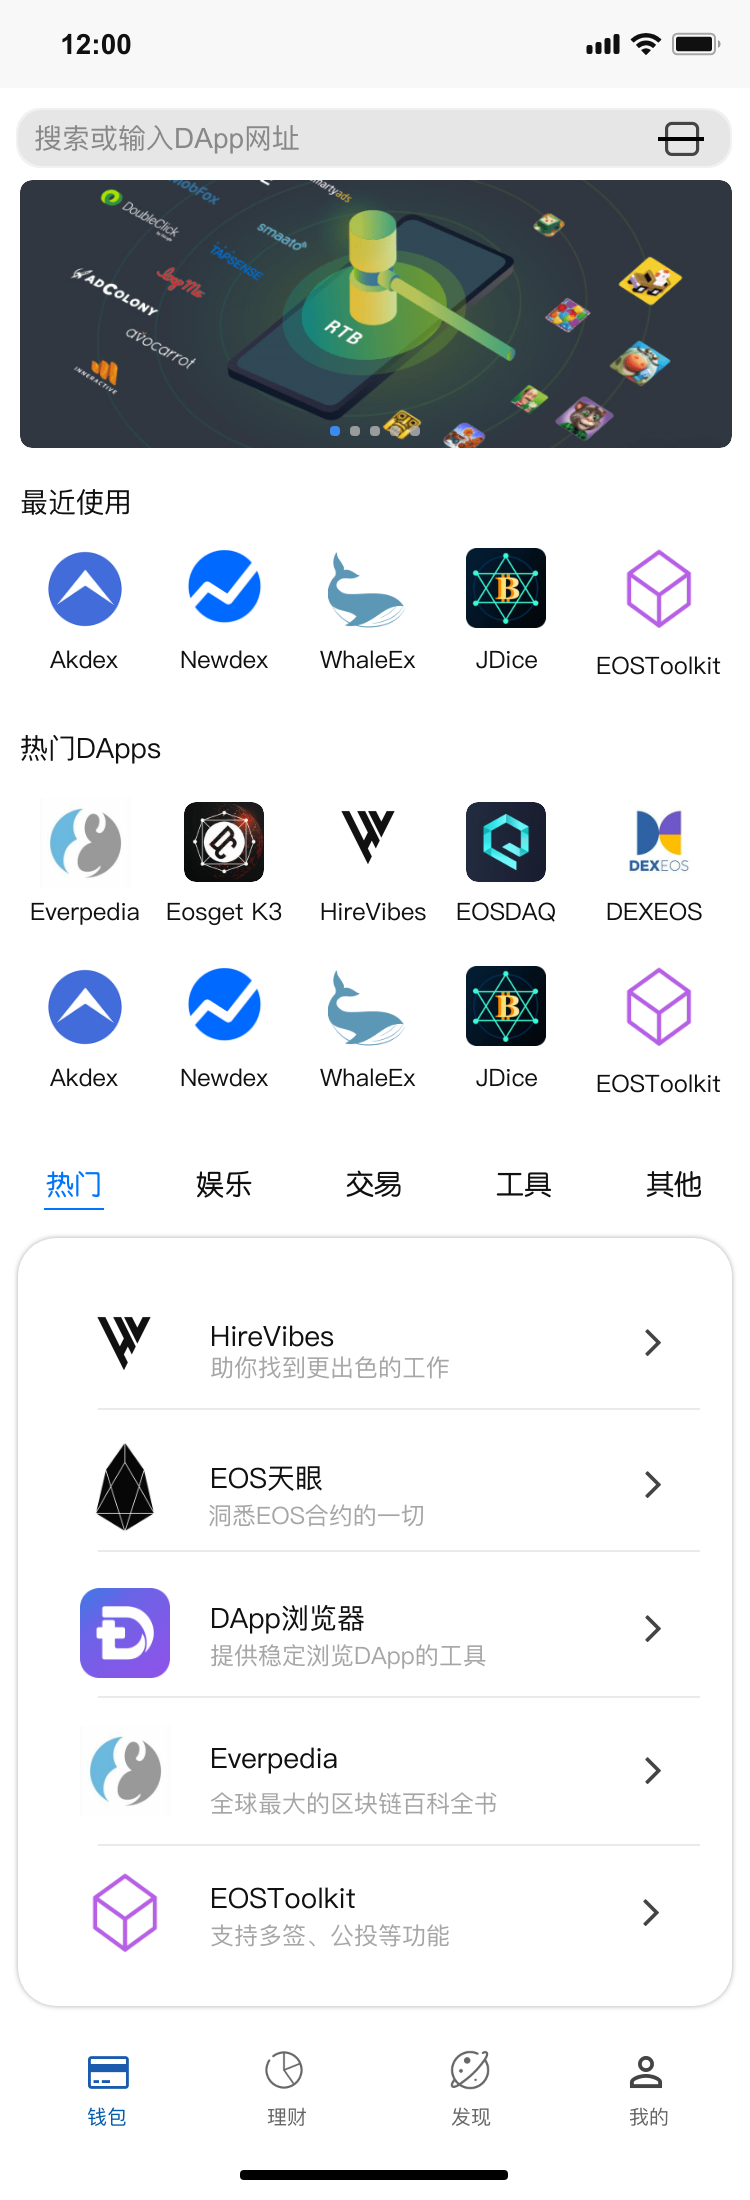 12:00
搜索或输入DApp网址
mobFox
smartyads
DoubleClick
smaato
TAPSENSE
ADCOLONY
avocarrot
INNERACTIVE
RTB
最近使用
Akdex Newdex WhaleEx JDice EOSToolkit
热门DApps
DEXEOS
Everpedia Eosget K3 HireVibes EOSDAQ DEXEOS
Akdex Newdex WhaleEx JDice EOSToolkit
热门 娱乐 交易 工具 其他
HireVibes
助你找到更出色的工作
EOS天眼
洞悉EOS合约的一切
DApp浏览器
提供稳定浏览DApp的工具
Everpedia
全球最大的区块链百科全书
EOSToolkit
支持多签、公投等功能
钱包 理财 发现 我的